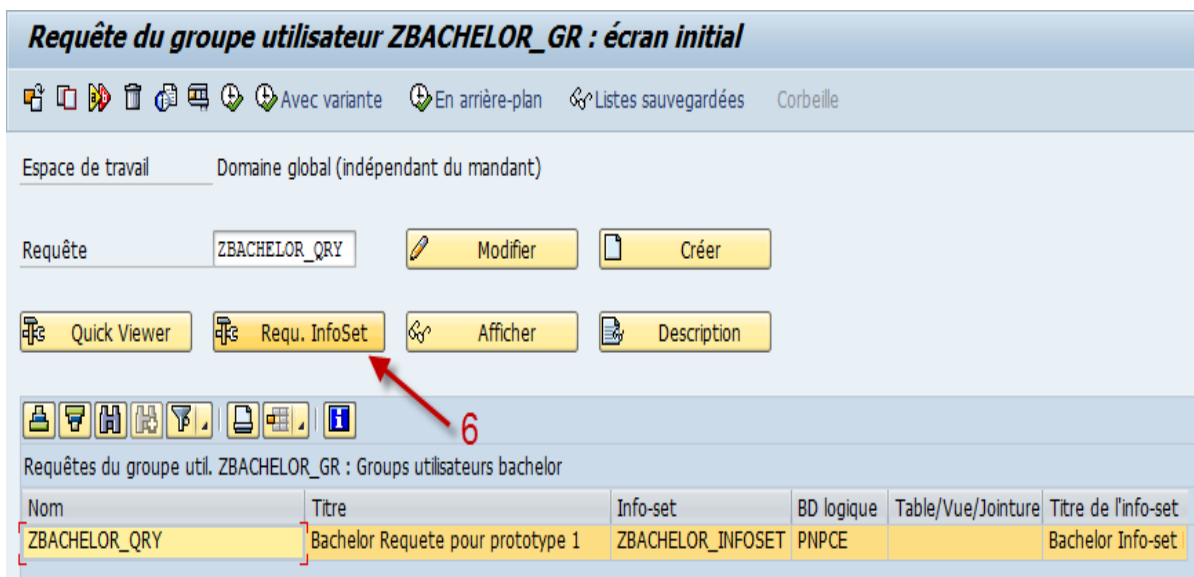 Requête du groupe utilisateur ZBACHELOR_GR : écran initial
Avec variante En arrière-plan Listes sauvegardées Corbeille
Espace de travail Domaine global (indépendant du mandant)
Requête ZBACHELOR_QRY Modifier Créer
Quick Viewer Requ. InfoSet Afficher Description
6
Requêtes du groupe util. ZBACHELOR_GR : Groups utilisateurs bachelor
Nom Titre Info-set BD logique Table/Vue/Jointure Titre de l'info-set
ZBACHELOR_QRY Bachelor Requete pour prototype 1 ZBACHELOR_INFOSET PNPCE Bachelor Info-set